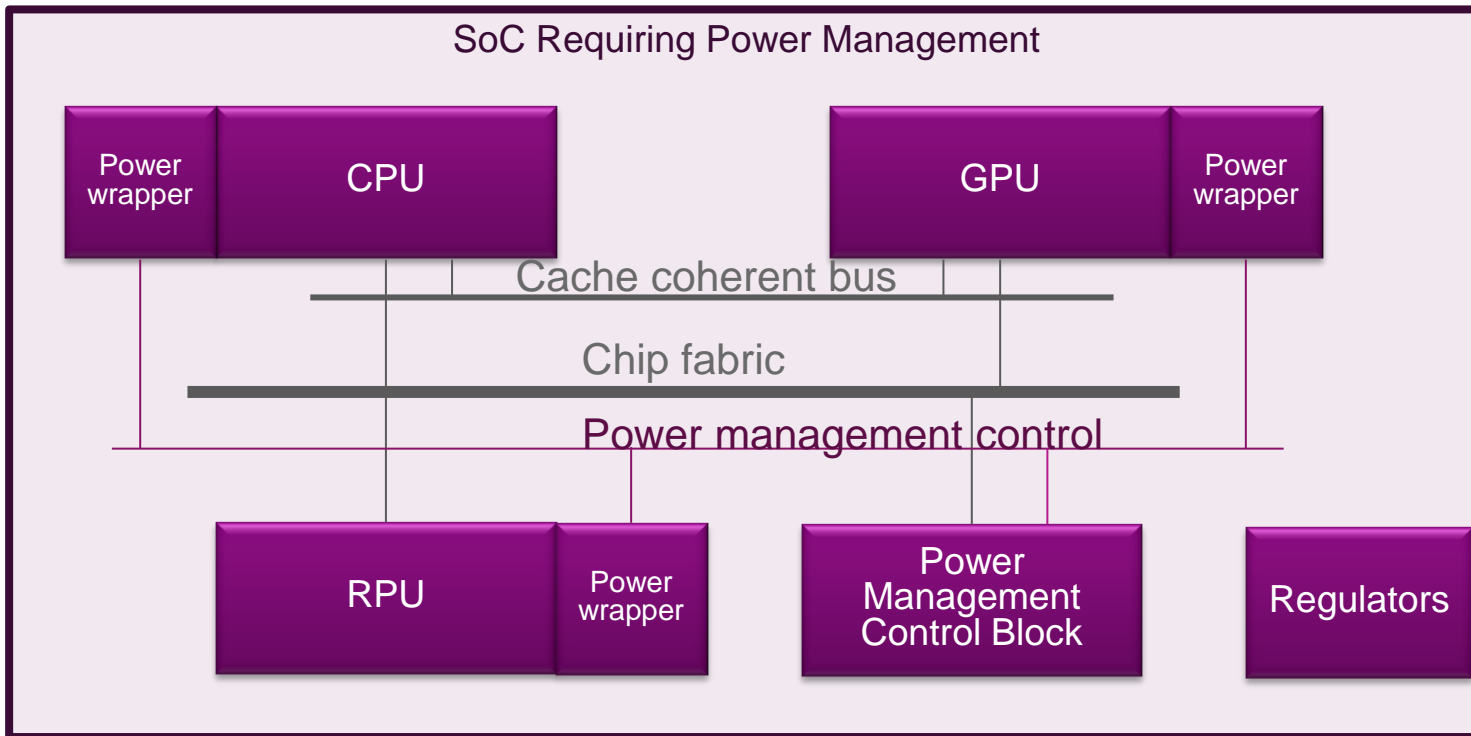 SoC Requiring Power Management
Power
wrapper
CPU
GPU
Power
wrapper
Cache coherent bus
Chip fabric
Power management control
RPU
Power
wrapper
Power
Management
Control Block
Regulators